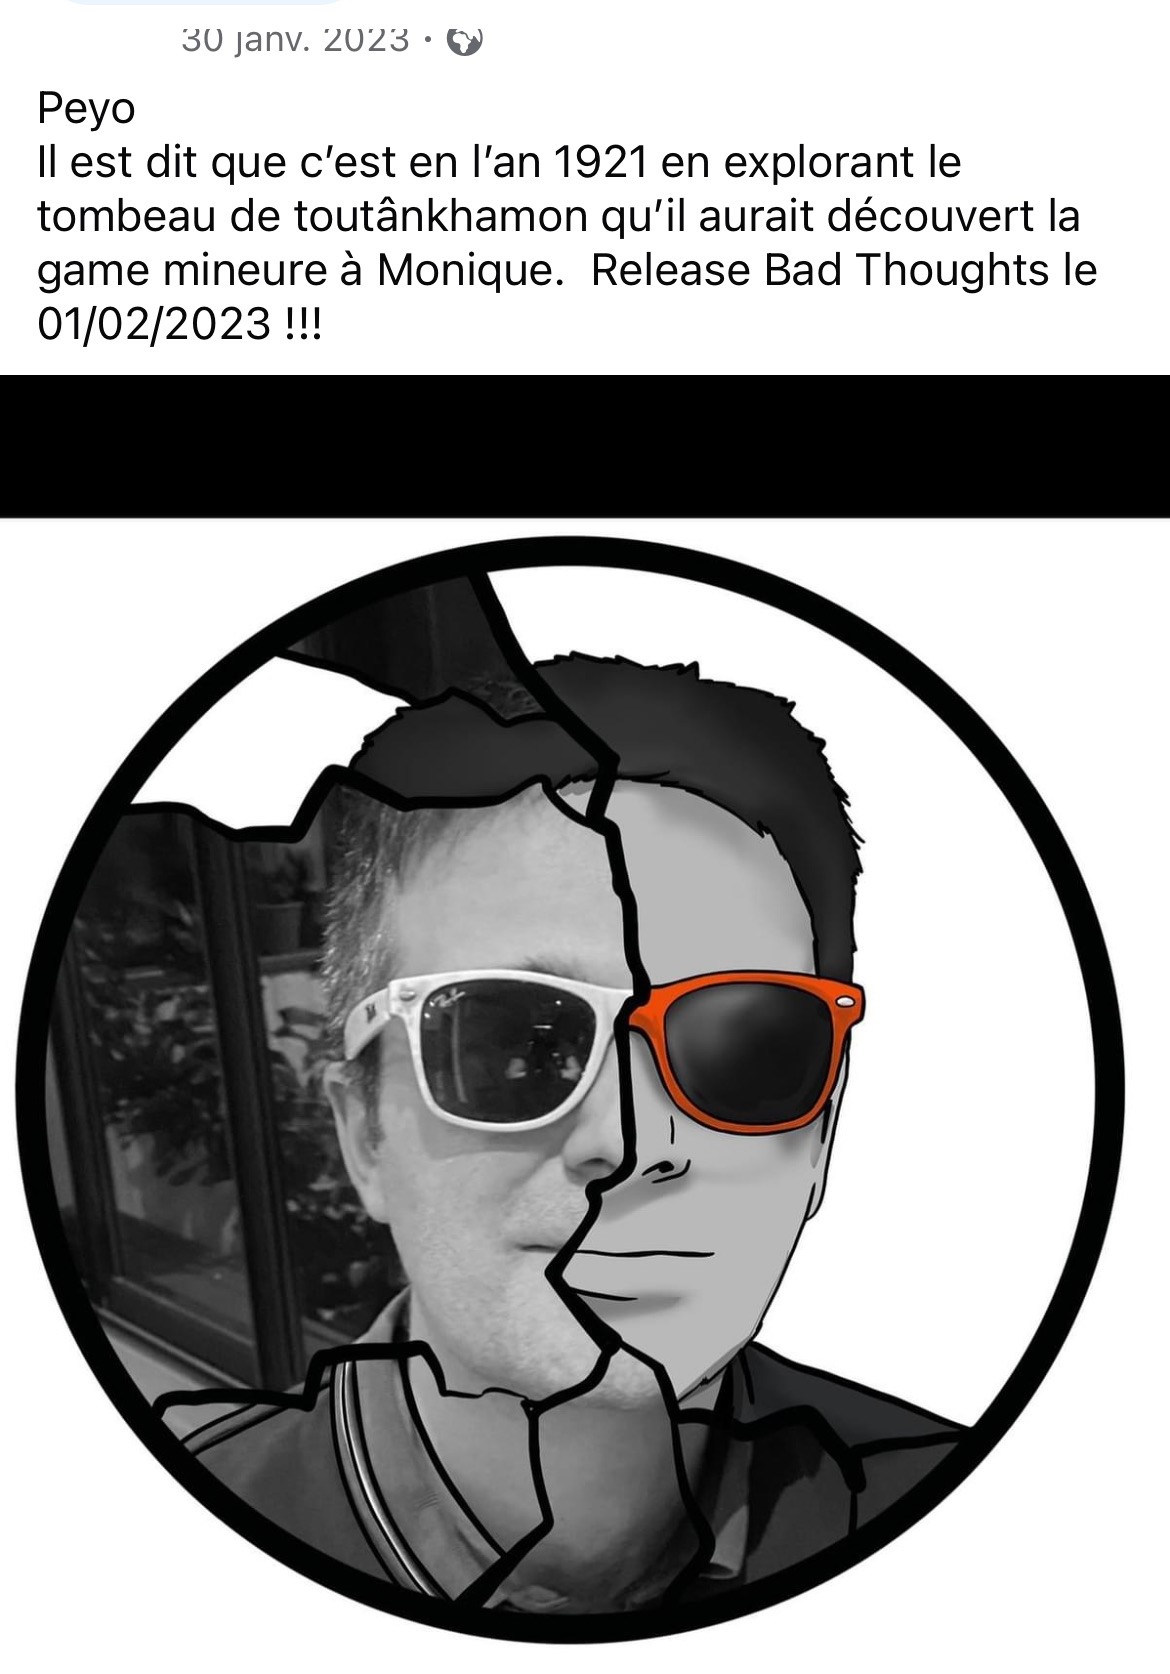 30 janv. 2023 ·
Peyo
Il est dit que c’est en l’an 1921 en explorant le
tombeau de toutânkhamon qu’il aurait découvert la
game mineure à Monique.  Release Bad Thoughts le
01/02/2023 !!!